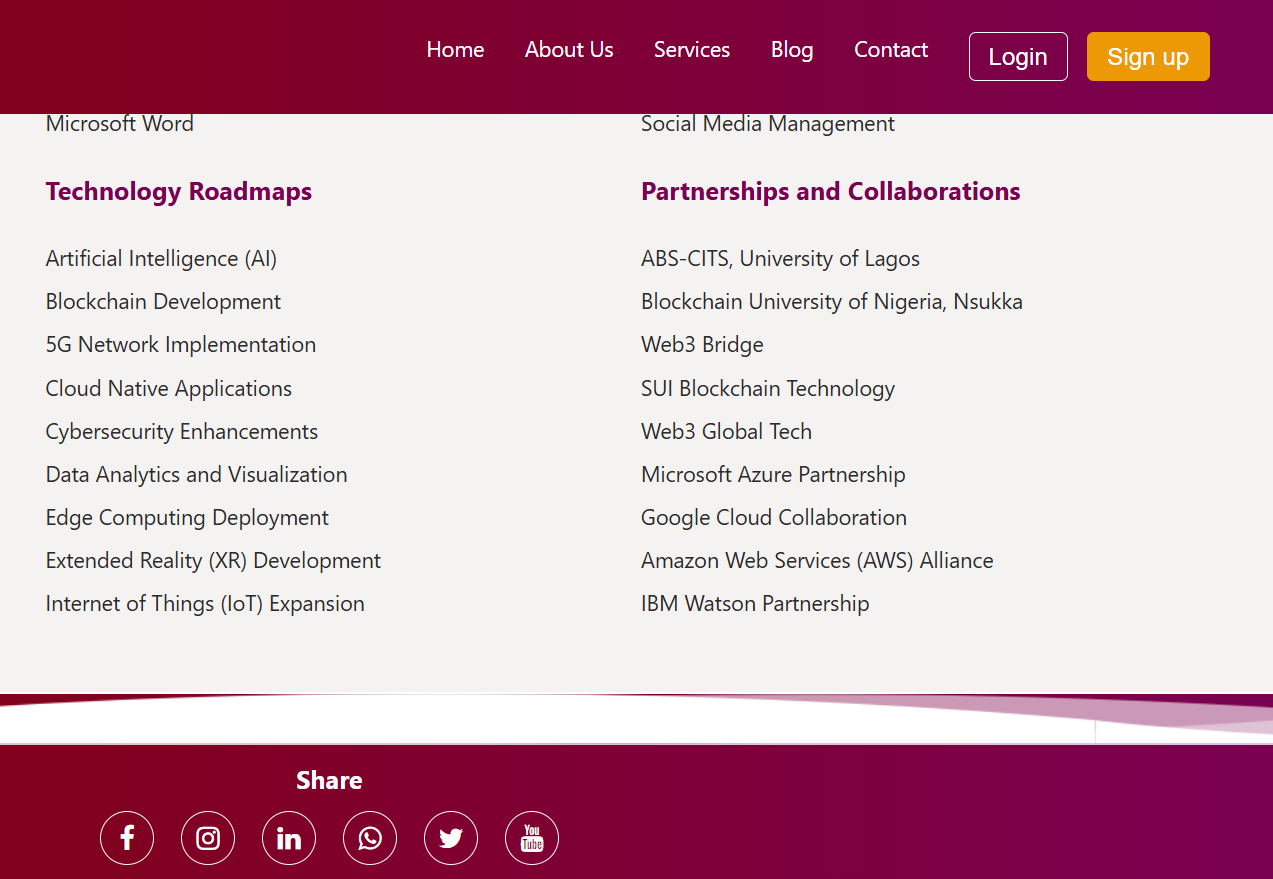 Home About Us Services Blog Contact Login Sign up
Microsoft Word
Social Media Management
Technology Roadmaps
Artificial Intelligence (AI)
Blockchain Development
5G Network Implementation
Cloud Native Applications
Cybersecurity Enhancements
Data Analytics and Visualization
Edge Computing Deployment
Extended Reality (XR) Development
Internet of Things (IoT) Expansion
Partnerships and Collaborations
ABS-CITS, University of Lagos
Blockchain University of Nigeria, Nsukka
Web3 Bridge
SUI Blockchain Technology
Web3 Global Tech
Microsoft Azure Partnership
Google Cloud Collaboration
Amazon Web Services (AWS) Alliance
IBM Watson Partnership
Share
You
Tube